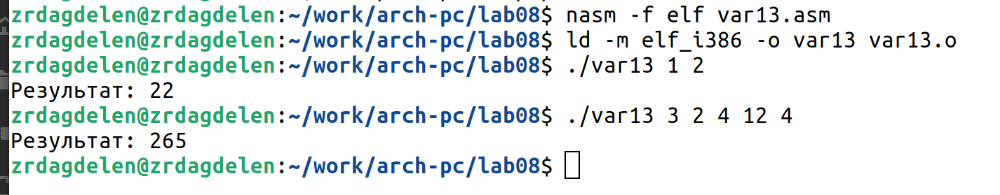 zrdagdelen@zrdagdelen:~/work/arch-pc/lab08$ nasm -f elf var13.asm
zrdagdelen@zrdagdelen:~/work/arch-pc/lab08$ ld -m elf_i386 -o var13 var13.o
zrdagdelen@zrdagdelen:~/work/arch-pc/lab08$ ./var13 1 2
Результат: 22
zrdagdelen@zrdagdelen:~/work/arch-pc/lab08$ ./var13 3 2 4 12 4
Результат: 265
zrdagdelen@zrdagdelen:~/work/arch-pc/lab08$